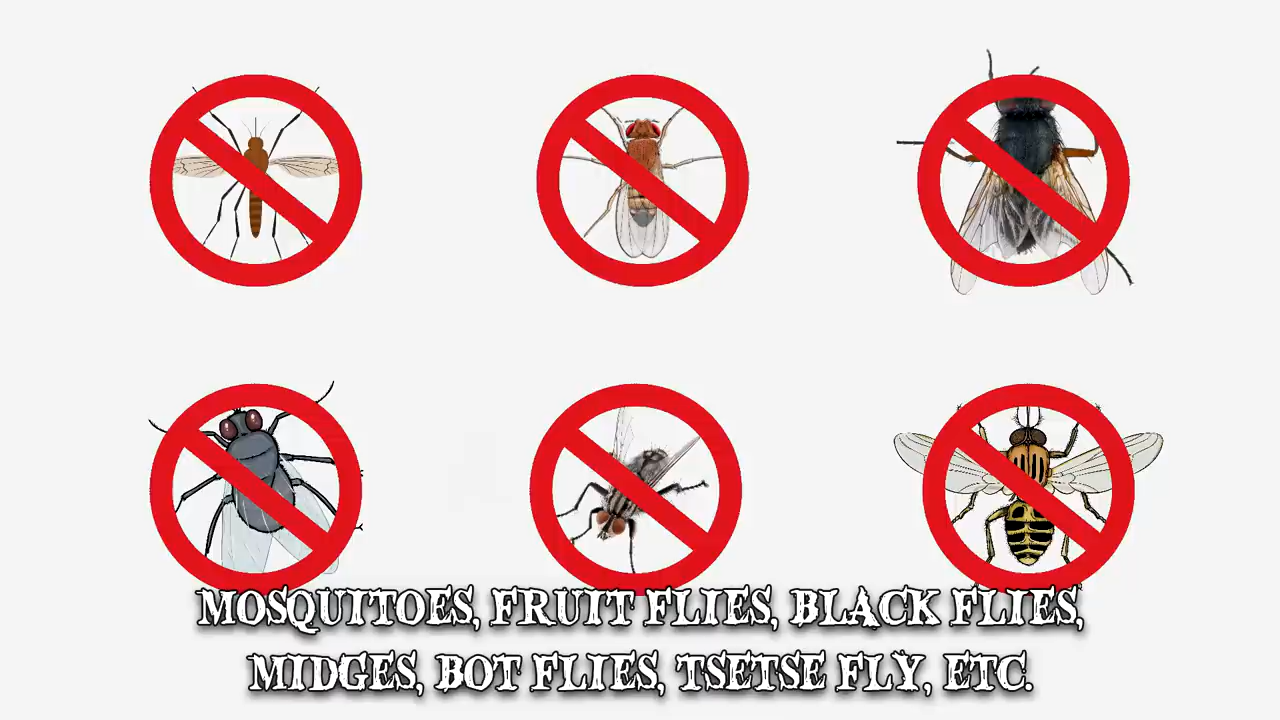 MOSQUITOES, FRUIT FLIES, BLACK FLIES,
MIDGES, BOT FLIES, TSETSE FLY, ETC.